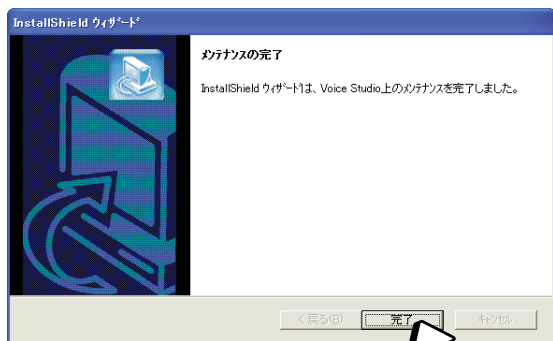 InstallShield ウィザード
メンテナンスの完了
InstallShield ウィザードは、Voice Studio上のメンテナンスを完了しました。
< 戻る(B)
完了
キャンセル